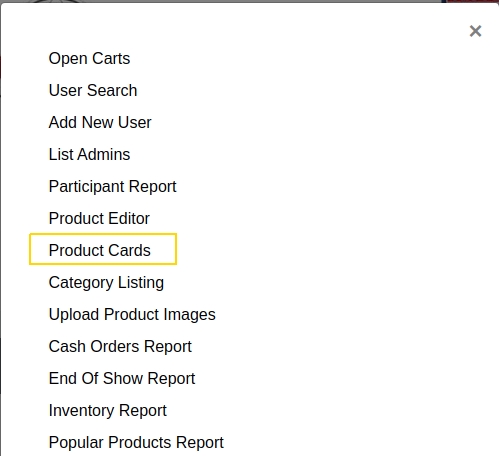 ×
Open Carts
User Search
Add New User
List Admins
Participant Report
Product Editor
Product Cards
Category Listing
Upload Product Images
Cash Orders Report
End Of Show Report
Inventory Report
Popular Products Report